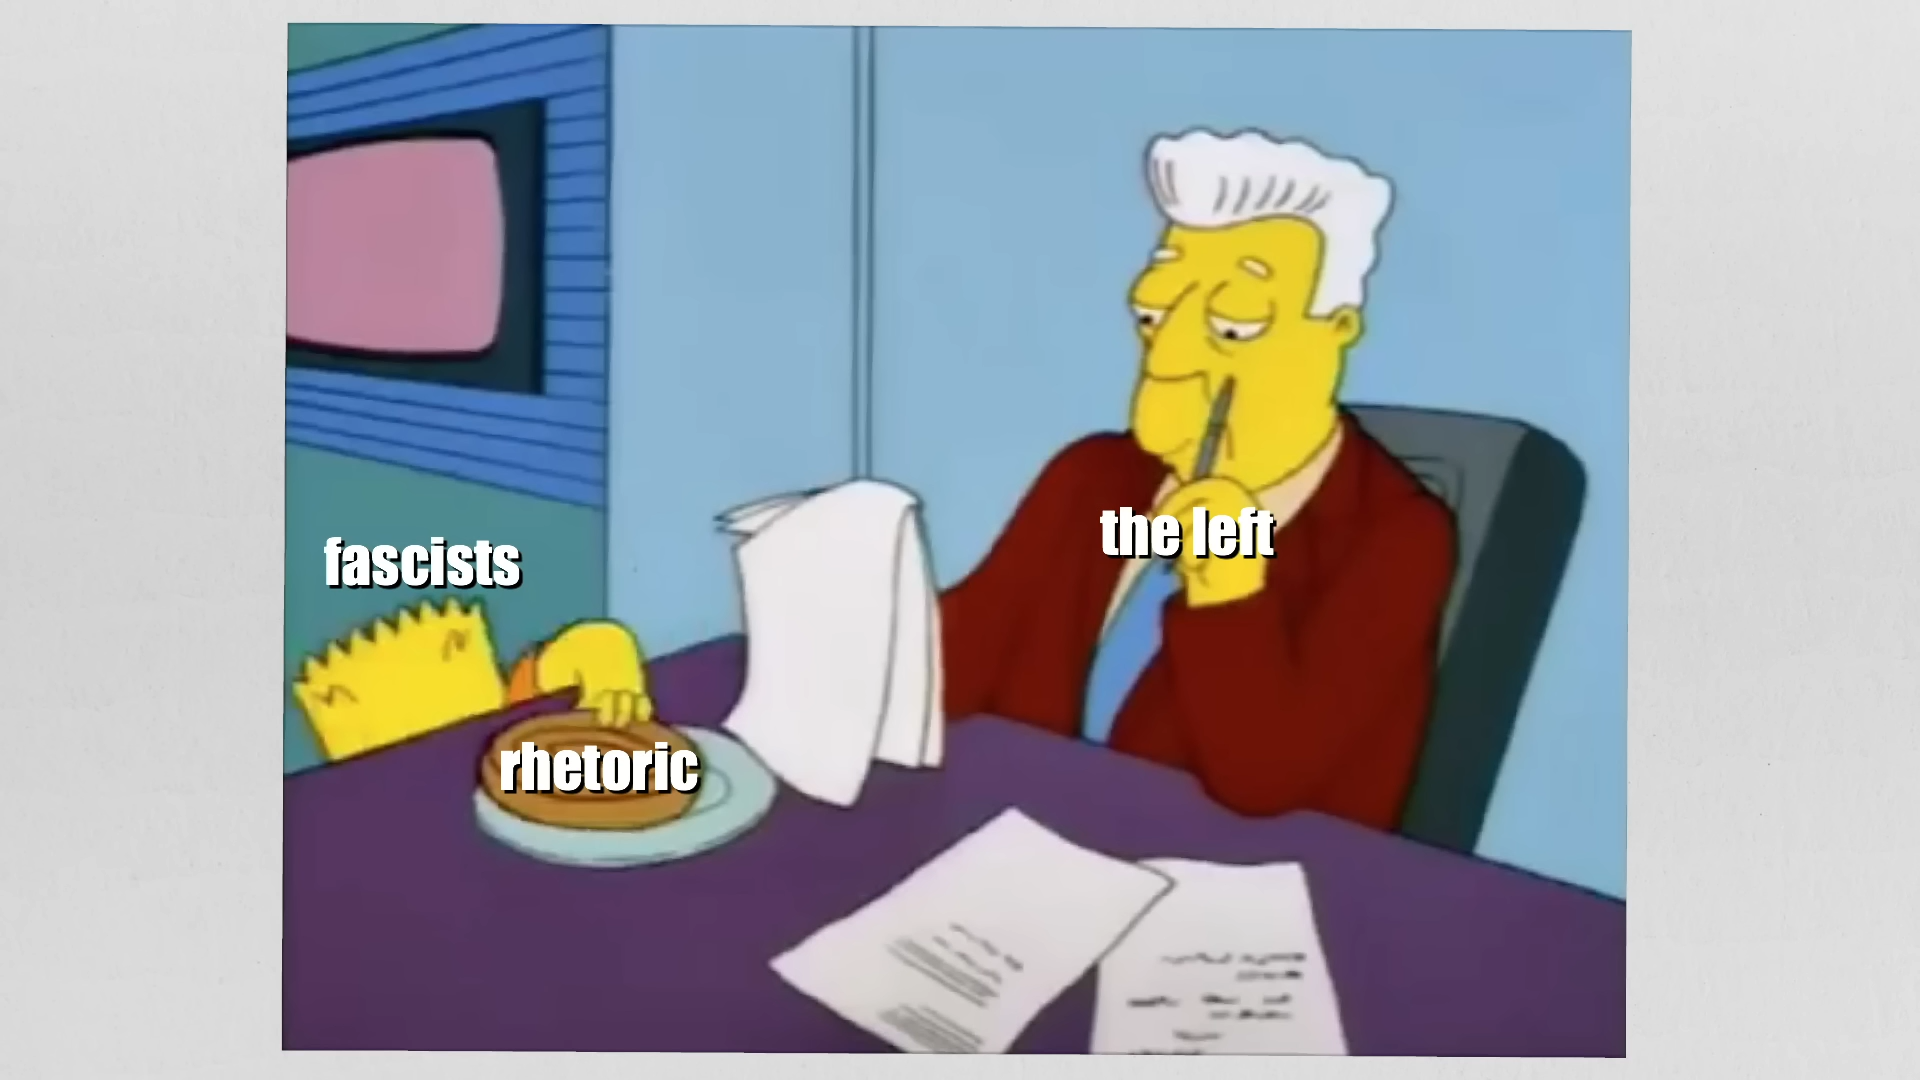 the left
fascists
rhetoric